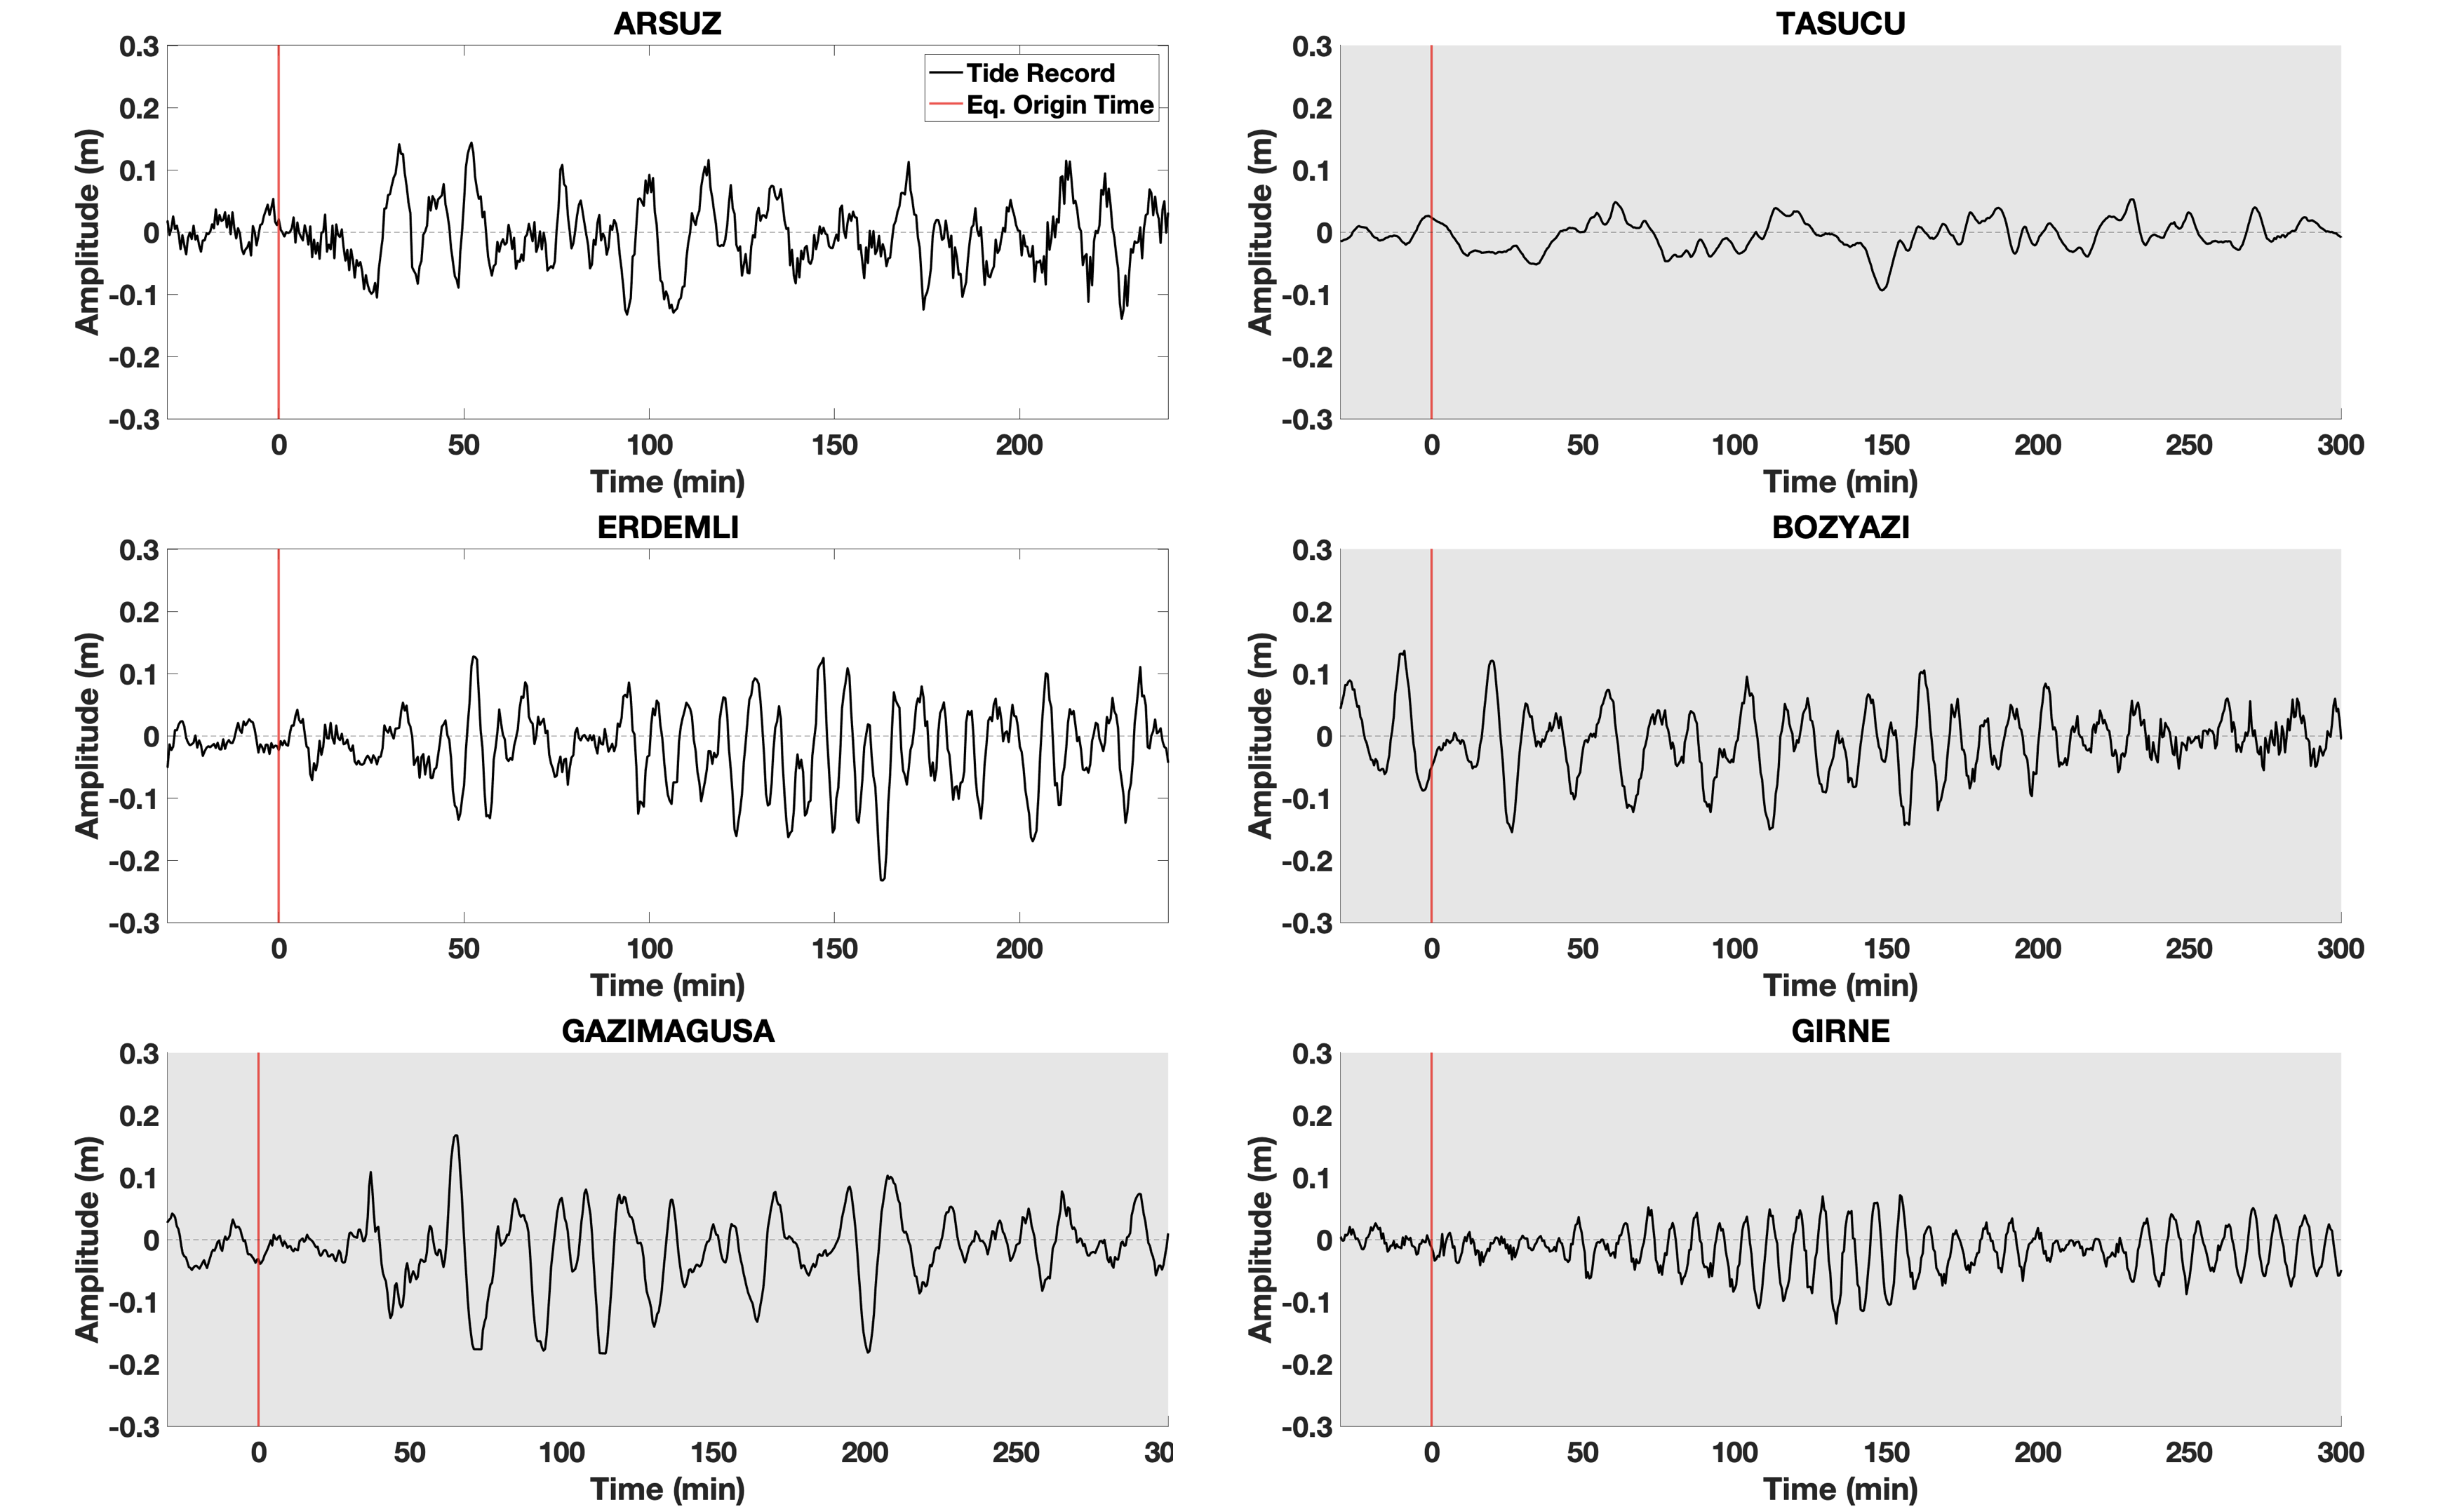 ARSUZ
0.3
0.2
0.1
0
-0.1
-0.2
-0.3
Amplitude (m)
Tide Record
Eq. Origin Time
0 50 100 150 200
Time (min)
TASUCU
0.3
0.2
0.1
0
-0.1
-0.2
-0.3
Amplitude (m)
0 50 100 150 200 250 300
Time (min)
ERDEMLI
0.3
0.2
0.1
0
-0.1
-0.2
-0.3
Amplitude (m)
0 50 100 150 200
Time (min)
BOZYAZI
0.3
0.2
0.1
0
-0.1
-0.2
-0.3
Amplitude (m)
0 50 100 150 200 250 300
Time (min)
GAZIMAGUSA
0.3
0.2
0.1
0
-0.1
-0.2
-0.3
Amplitude (m)
0 50 100 150 200 250 30
Time (min)
GIRNE
0.3
0.2
0.1
0
-0.1
-0.2
-0.3
Amplitude (m)
0 50 100 150 200 250 300
Time (min)